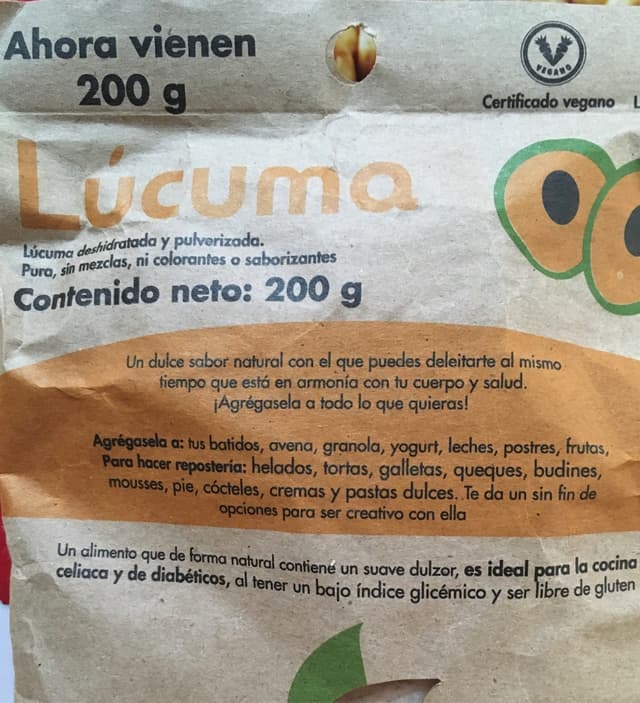 Ahora vienen
200 g
VEGANO
Certificado vegano L
Lúcuma
Lúcuma deshidratada y pulverizada.
Pura, sin mezclas, ni colorantes o saborizantes
Contenido neto: 200 g
Un dulce sabor natural con el que puedes deleitarte al mismo
tiempo que está en armonía con tu cuerpo y salud.
¡Agrégasela a todo lo que quieras!
Agrégasela a: tus batidos, avena, granola, yogurt, leches, postres, frutas,
Para hacer repostería: helados, tortas, galletas, queques, budines,
mousses, pie, cócteles, cremas y pastas dulces. Te da un sin fin de
opciones para ser creativo con ella
Un alimento que de forma natural contiene un suave dulzor, es ideal para la cocina
celiaca y de diabéticos, al tener un bajo índice glicémico y ser libre de gluten